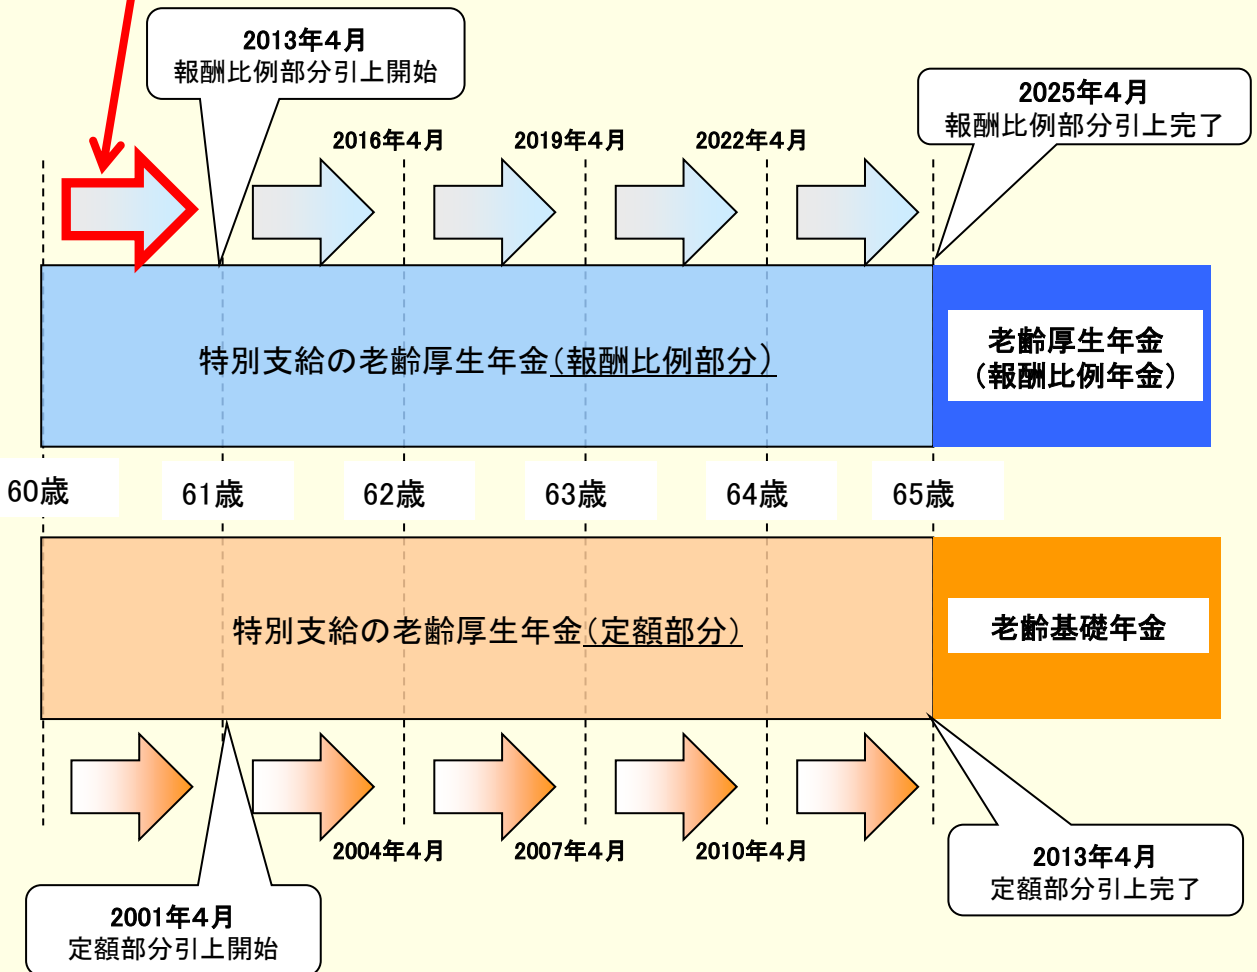 2013年４月
報酬比例部分引上開始
2025年４月
報酬比例部分引上完了
2016年４月
2019年４月
2022年４月
特別支給の老齢厚生年金（報酬比例部分）
老齢厚生年金
（報酬比例年金）
60歳
61歳
62歳
63歳
64歳
65歳
特別支給の老齢厚生年金（定額部分）
老齢基礎年金
2004年４月
2007年４月
2010年４月
2013年４月
定額部分引上完了
2001年４月
定額部分引上開始